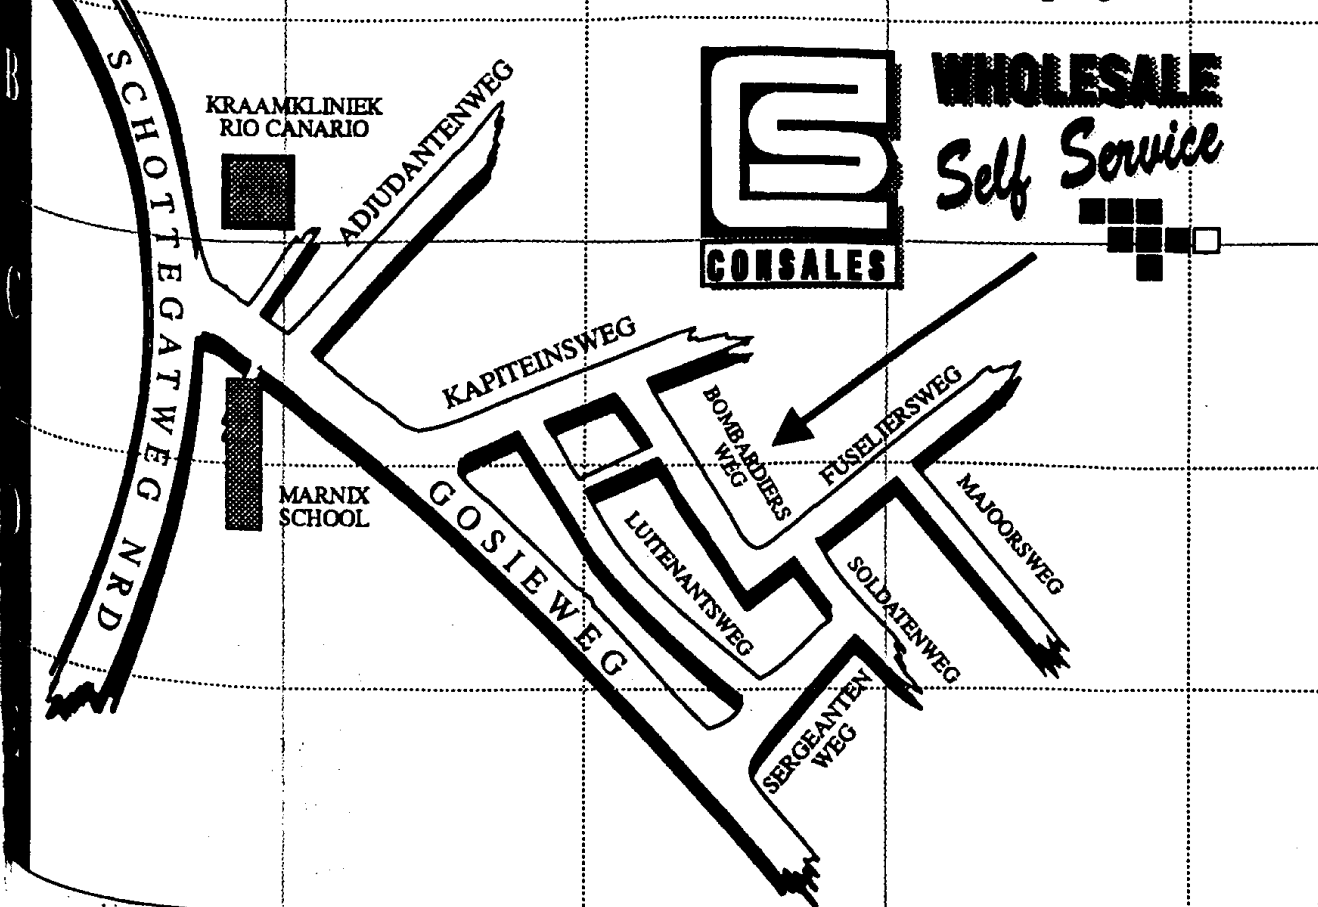 WHOLESALE
Self Service
CONSALES
KRAAMKLINIEK
RIO CANARIO
ADJUDANTENWEG
SCHOTTEGATWEG NRD
KAPITEINSWEG
BOMBARDIERS
WEG
FUSELIERSWEG
MARNIX
SCHOOL
GOSIEWEG
LUITENANTSWEG
SOLDATENWEG
MAJOORSWEG
SERGEANTEN
WEG